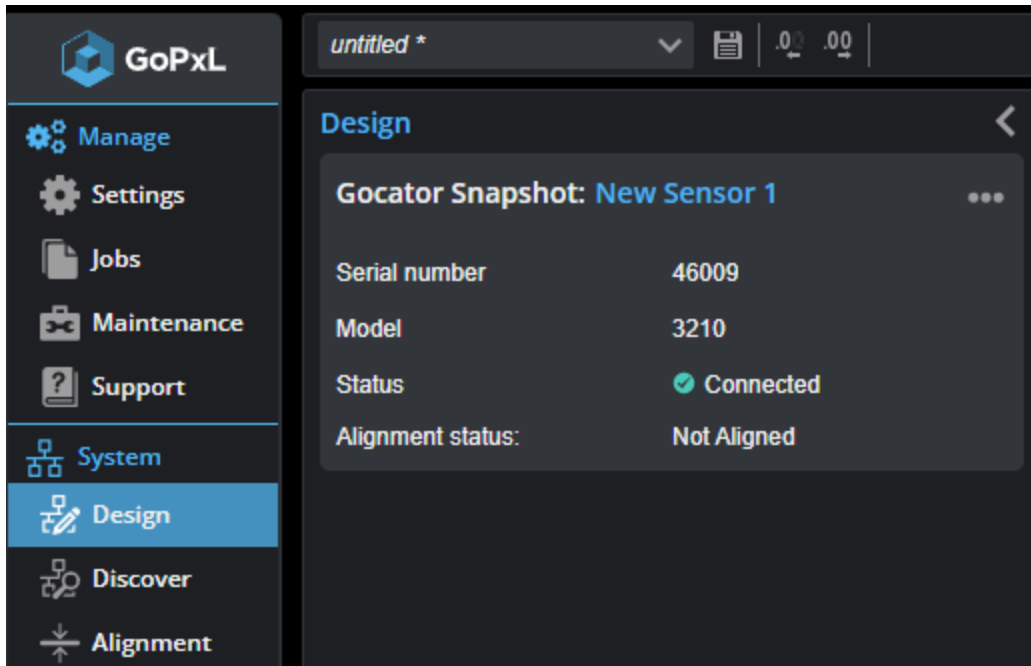 GoPxL
Manage
Settings
Jobs
Maintenance
Support
System
Design
Discover
Alignment
untitled *
.00 .00
Design
Gocator Snapshot: New Sensor 1
Serial number 46009
Model 3210
Status Connected
Alignment status: Not Aligned